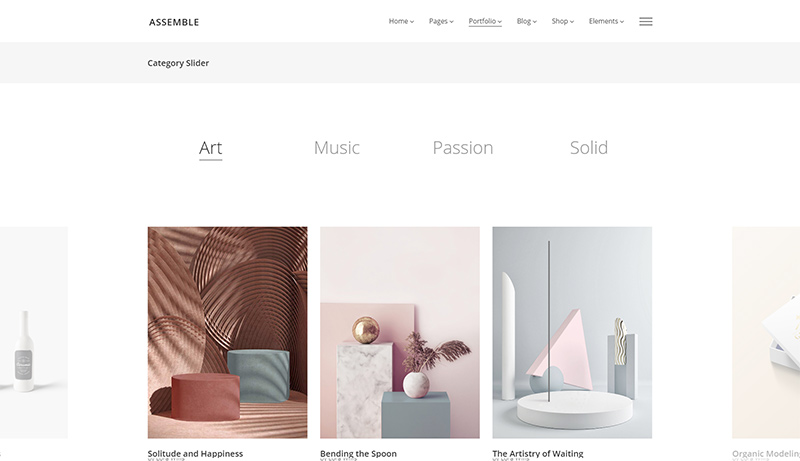 ASSEMBLE
Home Pages Portfolio Blog Shop Elements
Category Slider
Art Music Passion Solid
Solitude and Happiness Bending the Spoon The Artistry of Waiting Organic Modeling